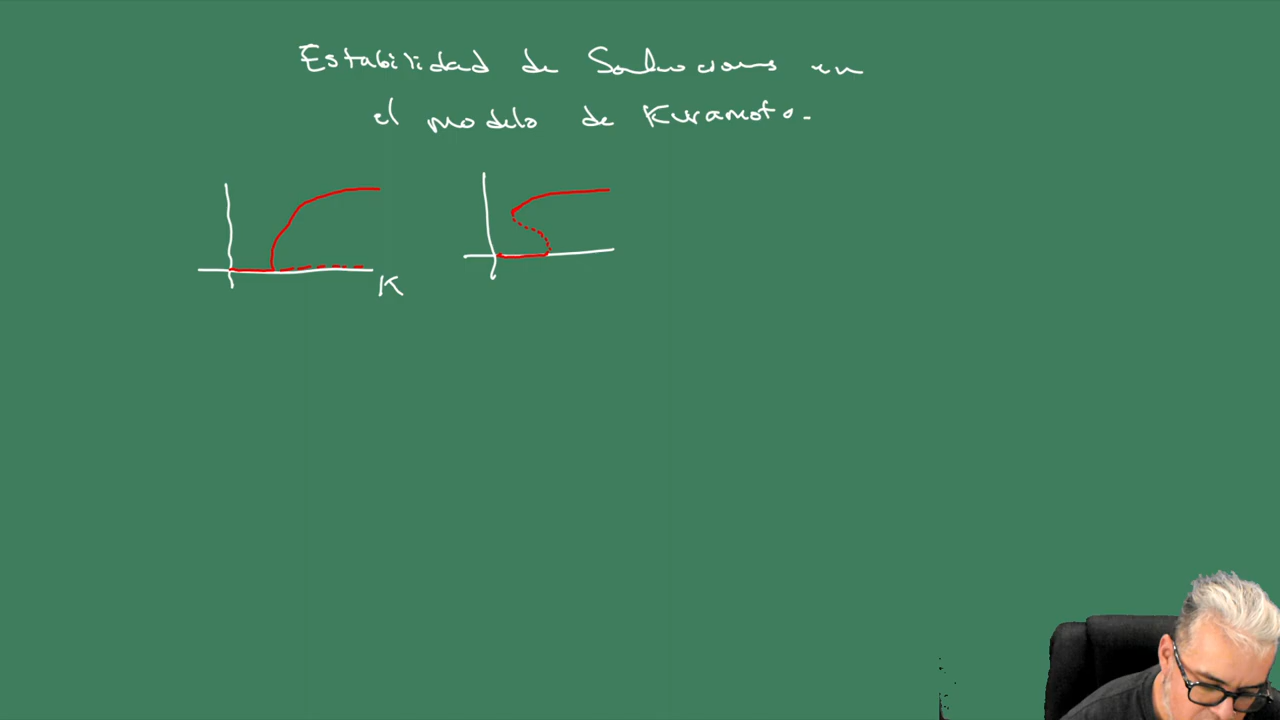 Estabilidad de Soluciones en
el modelo de Kuramoto.
K